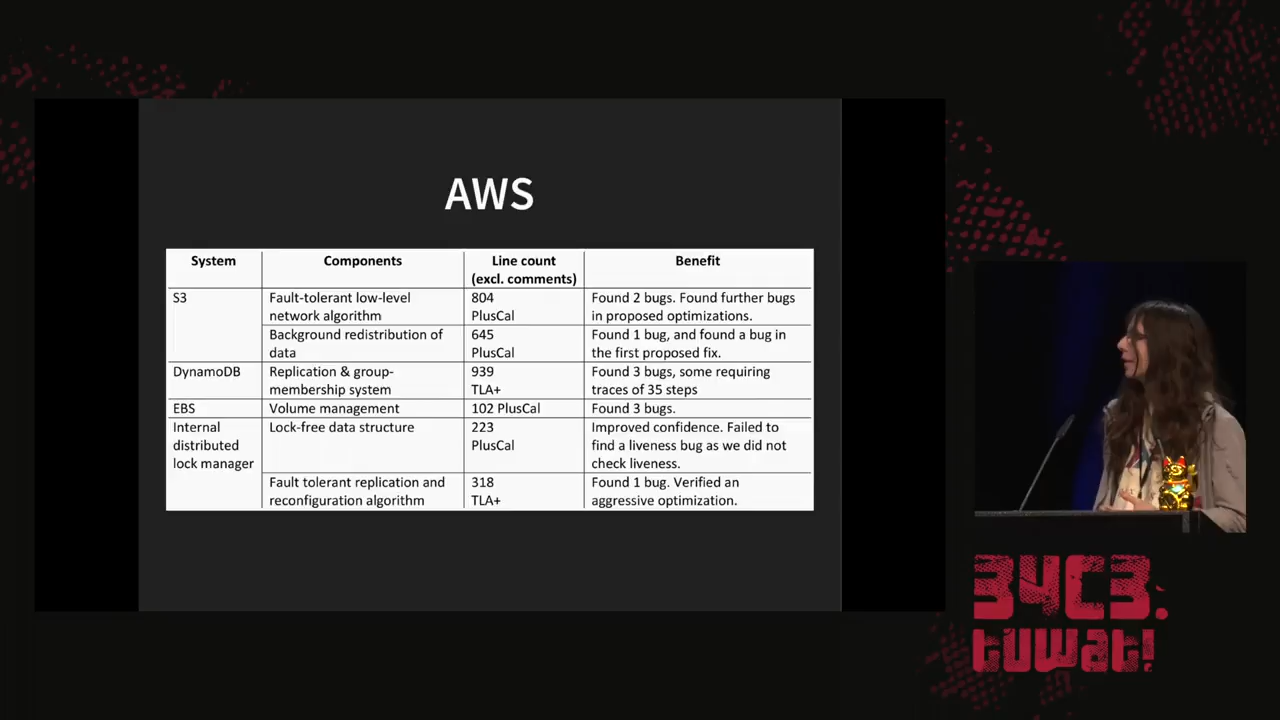 AWS
System Components Line count (excl. comments) Benefit
S3 Fault-tolerant low-level network algorithm 804 PlusCal Found 2 bugs. Found further bugs in proposed optimizations.
Background redistribution of data 645 PlusCal Found 1 bug, and found a bug in the first proposed fix.
DynamoDB Replication & group-membership system 939 TLA+ Found 3 bugs, some requiring traces of 35 steps
EBS Volume management 102 PlusCal Found 3 bugs.
Internal distributed lock manager Lock-free data structure 223 PlusCal Improved confidence. Failed to find a liveness bug as we did not check liveness.
Fault tolerant replication and reconfiguration algorithm 318 TLA+ Found 1 bug. Verified an aggressive optimization.
34C3.
tuwat!